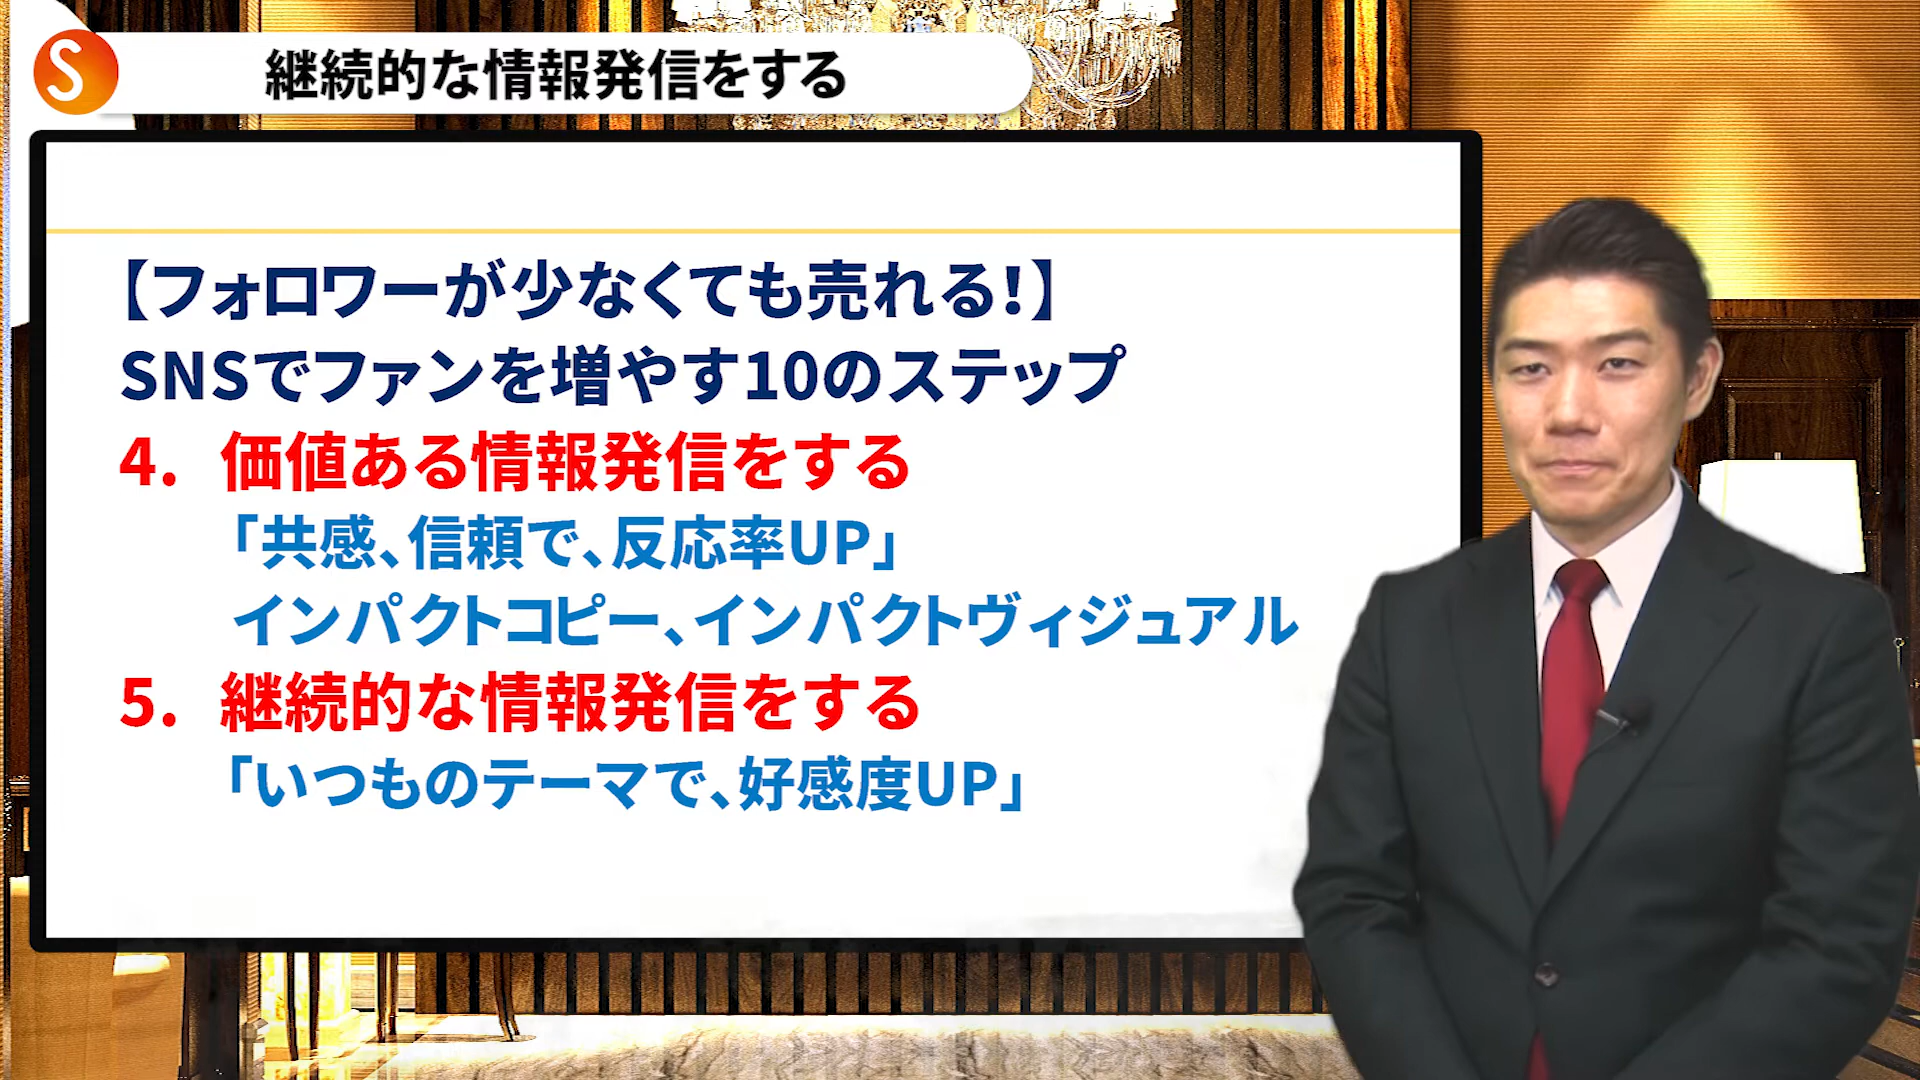 S
継続的な情報発信をする
【フォロワーが少なくても売れる！】
SNSでファンを増やす10のステップ
4．価値ある情報発信をする
「共感、信頼で、反応率UP」
インパクトコピー、インパクトヴィジュアル
5．継続的な情報発信をする
「いつものテーマで、好感度UP」